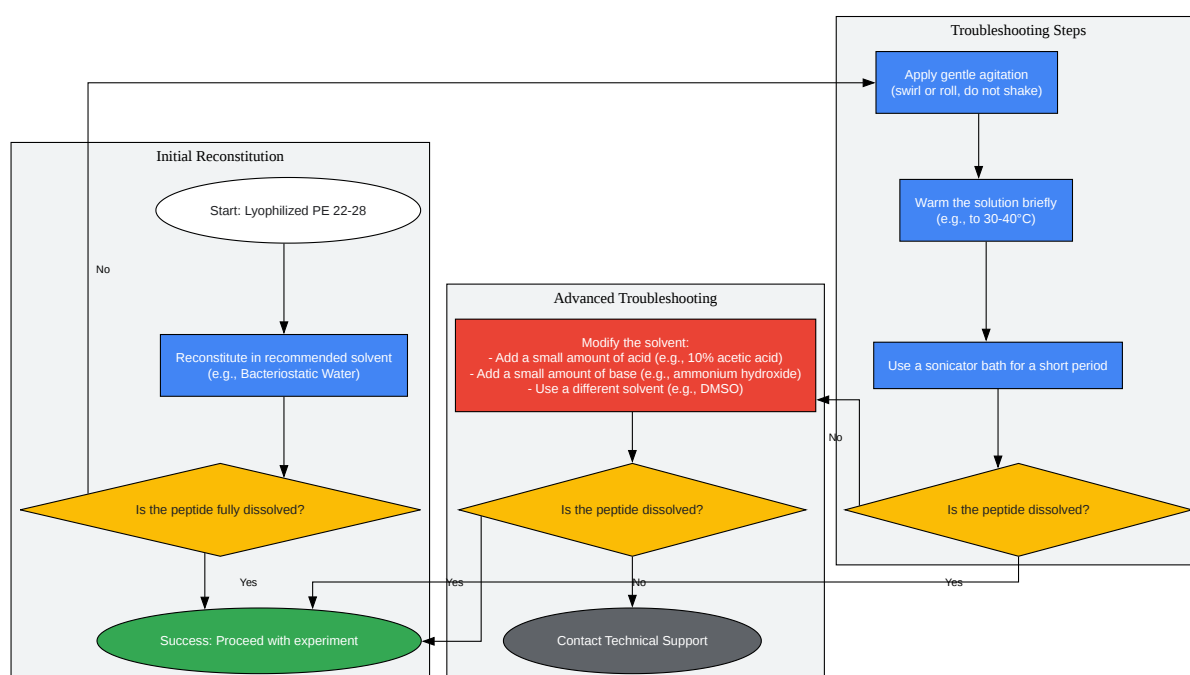 Troubleshooting Steps
Apply gentle agitation
(swirl or roll, do not shake)
Warm the solution briefly
(e.g., to 30-40°C)
Use a sonicator bath for a short period
Is the peptide dissolved?
No
Yes
Initial Reconstitution
Start: Lyophilized PE 22-28
No
Reconstitute in recommended solvent
(e.g., Bacteriostatic Water)
Is the peptide fully dissolved?
Yes
Success: Proceed with experiment
Advanced Troubleshooting
Modify the solvent:
- Add a small amount of acid (e.g., 10% acetic acid)
- Add a small amount of base (e.g., ammonium hydroxide)
- Use a different solvent (e.g., DMSO)
Is the peptide dissolved?
Yes
No
Contact Technical Support